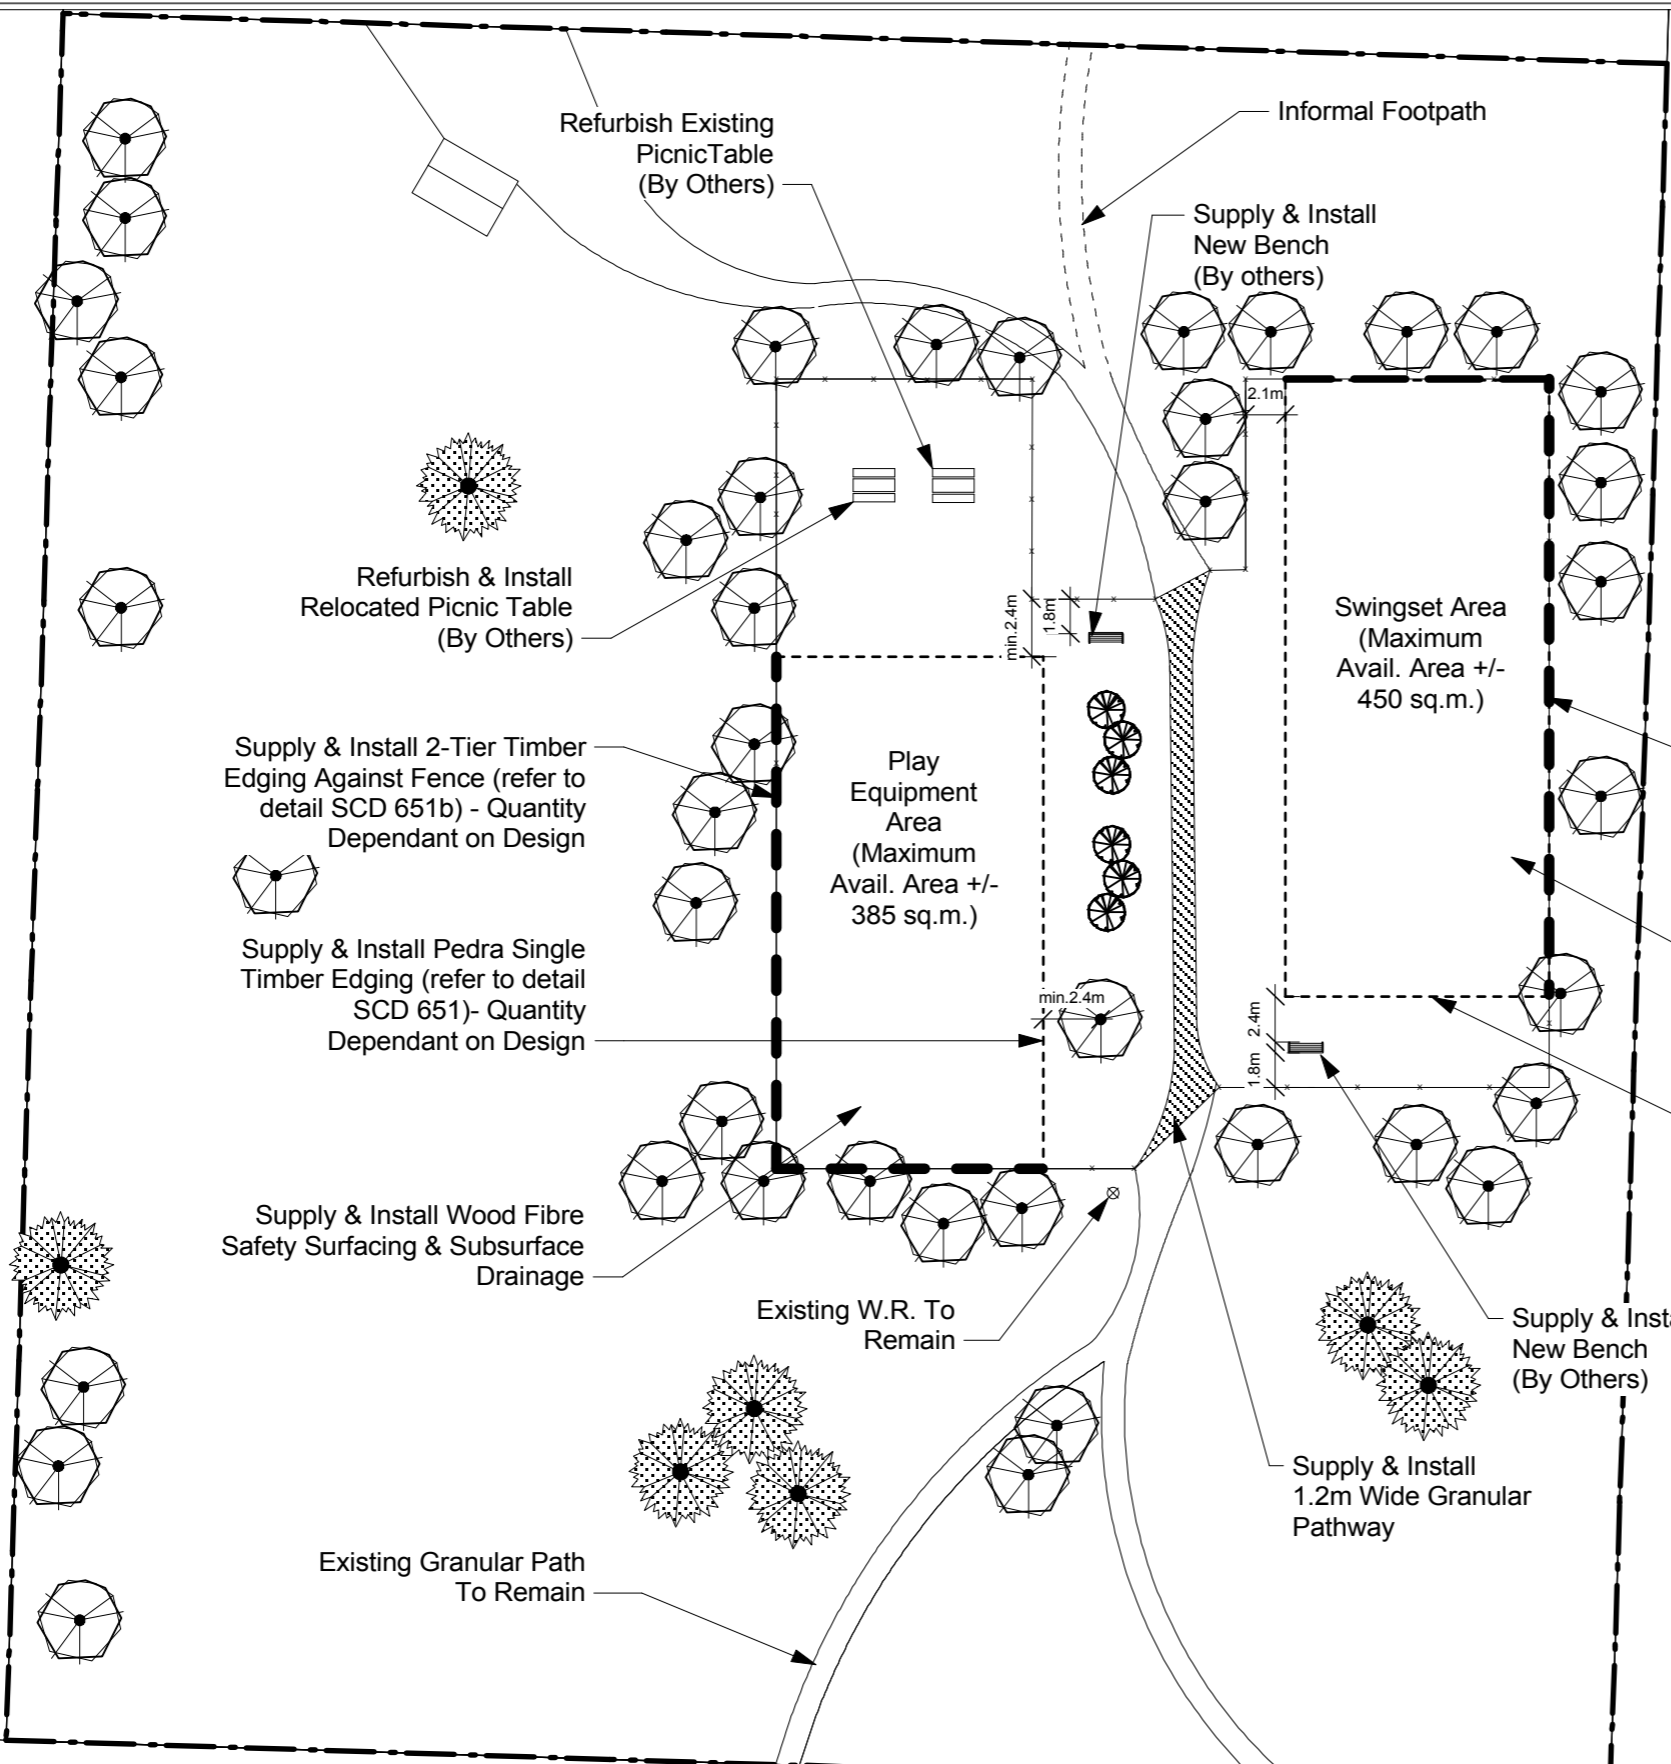 Refurbish Existing
PicnicTable
(By Others)
Informal Footpath
Supply & Install
New Bench
(By others)
2.1m
Refurbish & Install
Relocated Picnic Table
(By Others)
min.2.4m
1.8m
Swingset Area
(Maximum
Avail. Area +/-
450 sq.m.)
Supply & Install 2-Tier Timber
Edging Against Fence (refer to
detail SCD 651b) - Quantity
Dependant on Design
Play
Equipment
Area
(Maximum
Avail. Area +/-
385 sq.m.)
Supply & Install Pedra Single
Timber Edging (refer to detail
SCD 651)- Quantity
Dependant on Design
min.2.4m
2.4m
1.8m
Supply & Install Wood Fibre
Safety Surfacing & Subsurface
Drainage
Existing W.R. To
Remain
Supply & Insta
New Bench
(By Others)
Supply & Install
1.2m Wide Granular
Pathway
Existing Granular Path
To Remain